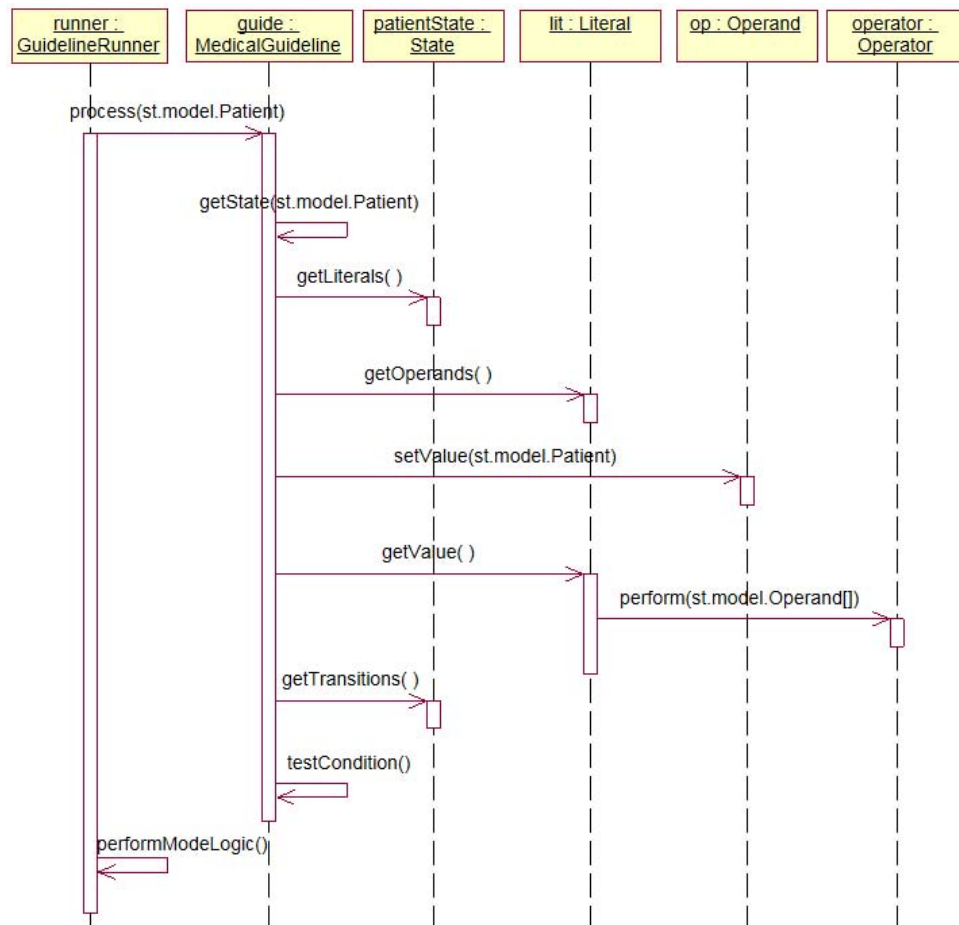 runner :
GuidelineRunner
guide :
MedicalGuideline
patientState :
State
lit : Literal
op : Operand
operator :
Operator
process(st.model.Patient)
getState(st.model.Patient)
getLiterals( )
getOperands( )
setValue(st.model.Patient)
getValue( )
perform(st.model.Operand[])
getTransitions( )
testCondition()
performModeLogic()